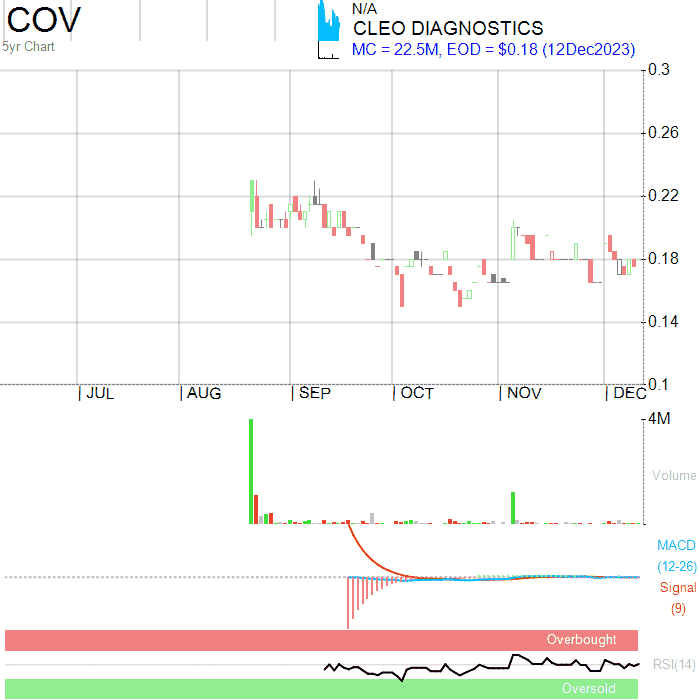 COV
5yr Chart
N/A
CLEO DIAGNOSTICS
MC = 22.5M, EOD = $0.18 (12Dec2023)
0.3
0.26
0.22
0.18
0.14
0.1
JUL
AUG
SEP
OCT
NOV
DEC
4M
Volume
MACD
(12-26)
Signal
(9)
Overbought
RSI(14)
Oversold